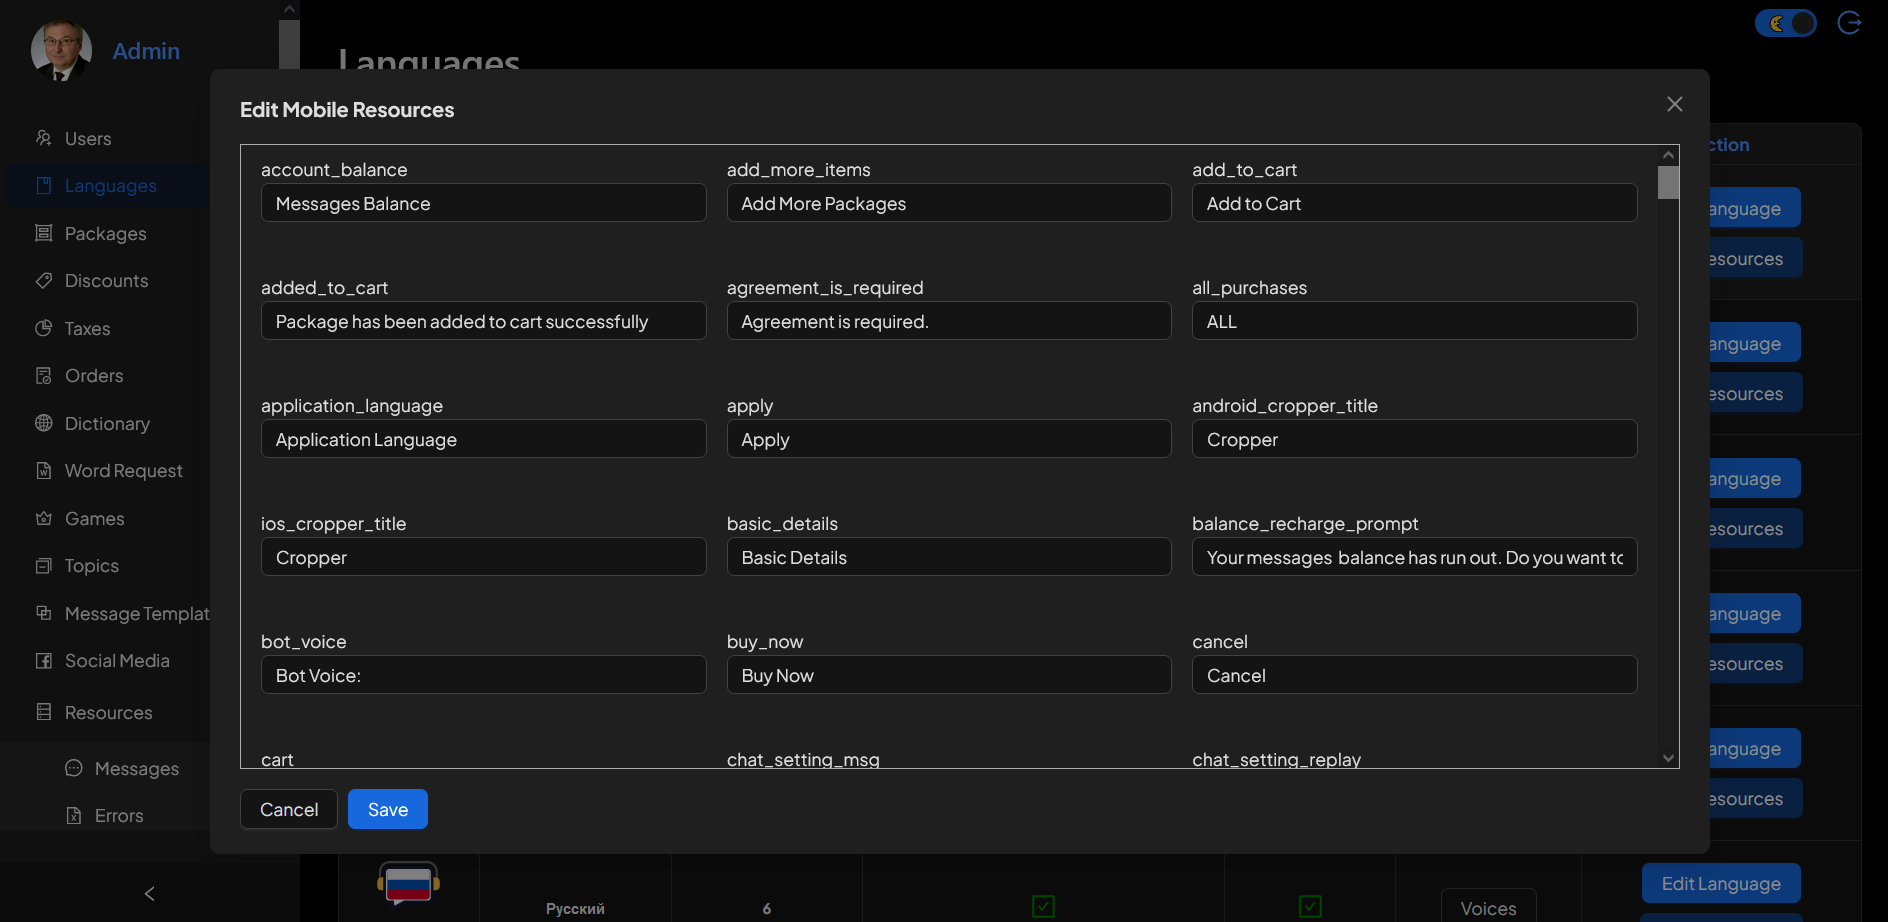 Admin
Languages
Users
Languages
Packages
Discounts
Taxes
Orders
Dictionary
Word Request
Games
Topics
Message Templat
Social Media
Resources
Messages
Errors
Edit Mobile Resources
account_balance
Messages Balance
add_more_items
Add More Packages
add_to_cart
Add to Cart
added_to_cart
Package has been added to cart successfully
agreement_is_required
Agreement is required.
all_purchases
ALL
application_language
Application Language
apply
Apply
android_cropper_title
Cropper
ios_cropper_title
Cropper
basic_details
Basic Details
balance_recharge_prompt
Your messages  balance has run out. Do you want to
bot_voice
Bot Voice:
buy_now
Buy Now
cancel
Cancel
cart
chat_setting_msg
chat_setting_replay
Cancel
Save
ction
anguage
esources
anguage
esources
anguage
esources
anguage
esources
anguage
esources
Русский
6
Voices
Edit Language